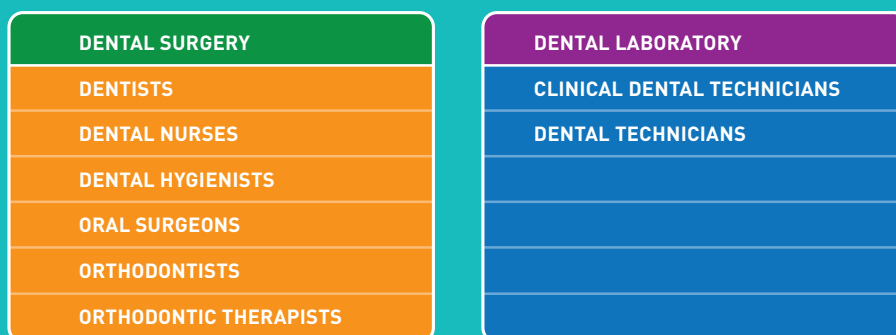 DENTAL SURGERY
DENTISTS
DENTAL NURSES
DENTAL HYGIENISTS
ORAL SURGEONS
ORTHODONTISTS
ORTHODONTIC THERAPISTS
DENTAL LABORATORY
CLINICAL DENTAL TECHNICIANS
DENTAL TECHNICIANS